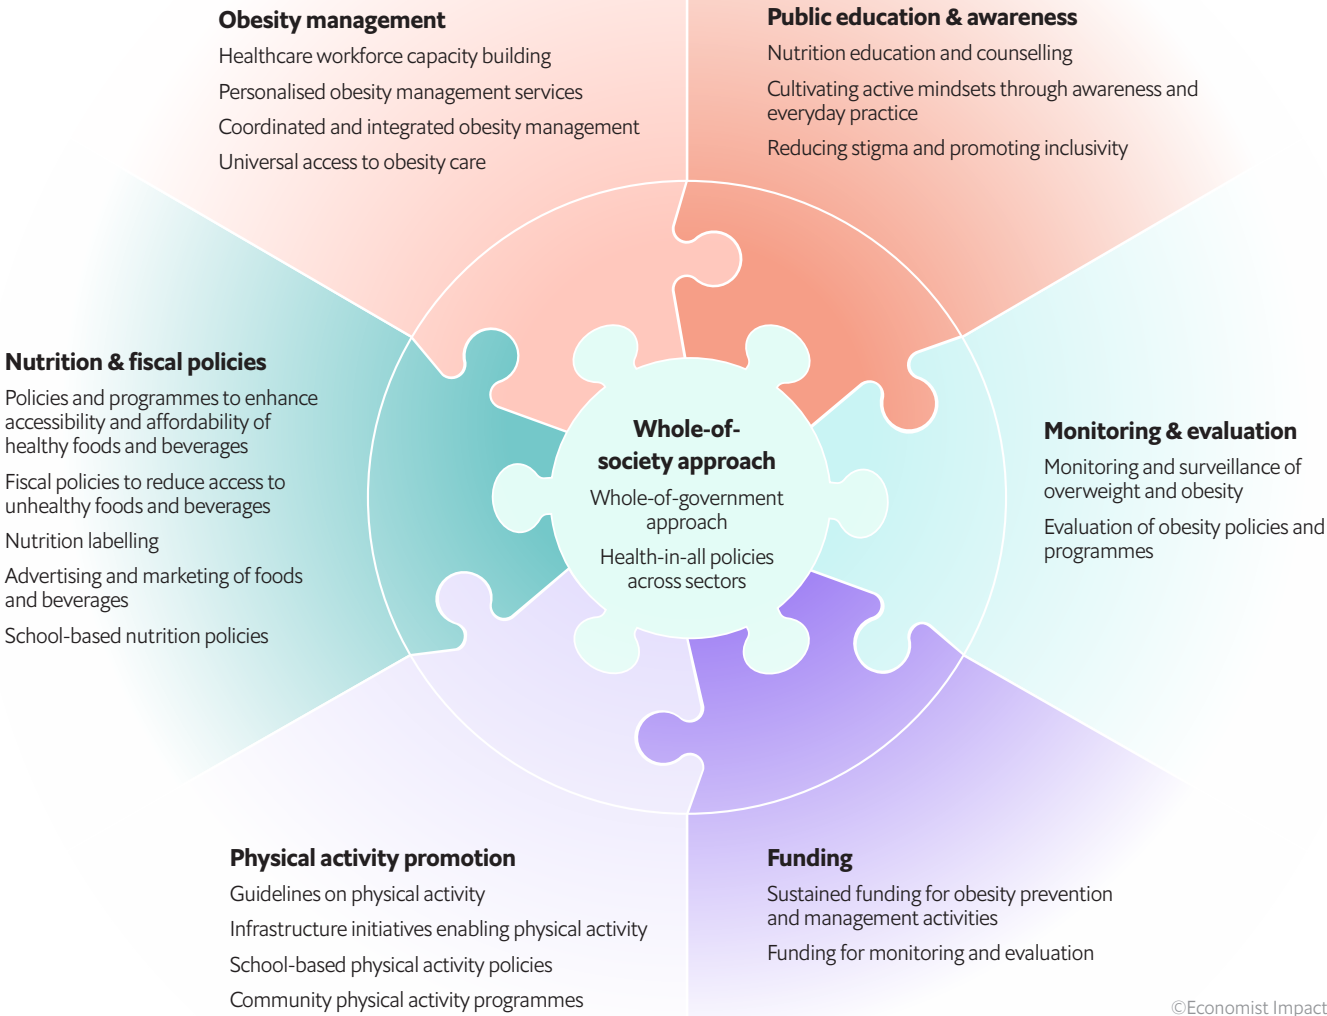 Obesity management
Healthcare workforce capacity building
Personalised obesity management services
Coordinated and integrated obesity management
Universal access to obesity care
Public education & awareness
Nutrition education and counselling
Cultivating active mindsets through awareness and
everyday practice
Reducing stigma and promoting inclusivity
Nutrition & fiscal policies
Policies and programmes to enhance
accessibility and affordability of
healthy foods and beverages
Fiscal policies to reduce access to
unhealthy foods and beverages
Nutrition labelling
Advertising and marketing of foods
and beverages
School-based nutrition policies
Whole-of-
society approach
Whole-of-government
approach
Health-in-all policies
across sectors
Monitoring & evaluation
Monitoring and surveillance of
overweight and obesity
Evaluation of obesity policies and
programmes
Physical activity promotion
Guidelines on physical activity
Infrastructure initiatives enabling physical activity
School-based physical activity policies
Community physical activity programmes
Funding
Sustained funding for obesity prevention
and management activities
Funding for monitoring and evaluation
©Economist Impact